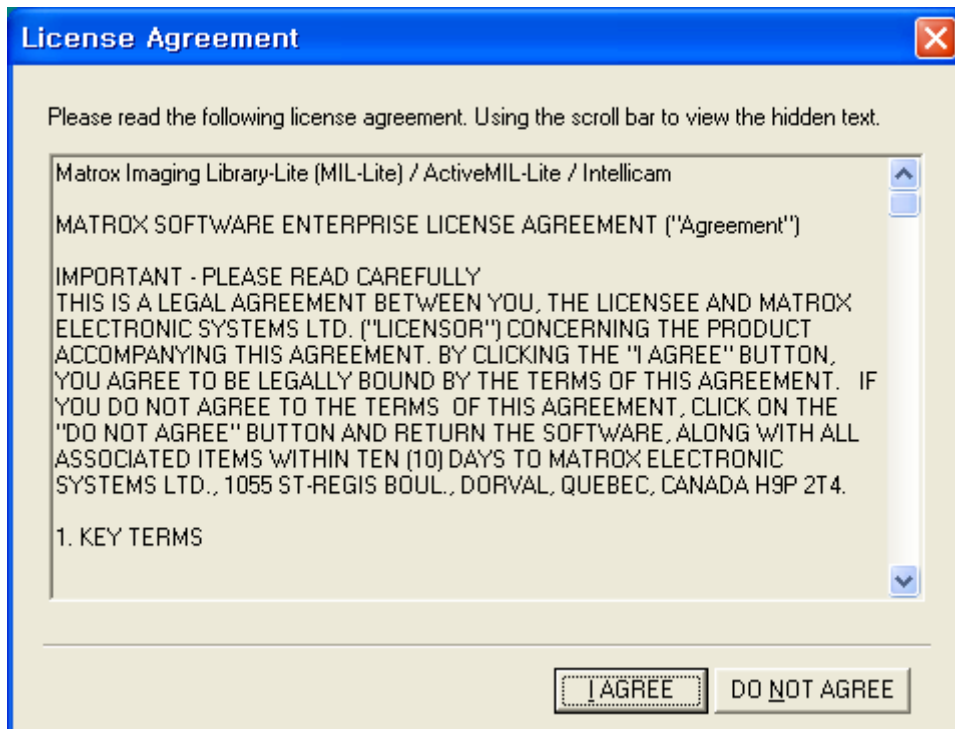 License Agreement
Please read the following license agreement. Using the scroll bar to view the hidden text.
Matrox Imaging Library-Lite (MIL-Lite) / ActiveMIL-Lite / Intellicam
MATROX SOFTWARE ENTERPRISE LICENSE AGREEMENT ("Agreement")
IMPORTANT - PLEASE READ CAREFULLY
THIS IS A LEGAL AGREEMENT BETWEEN YOU, THE LICENSEE AND MATROX
ELECTRONIC SYSTEMS LTD. ("LICENSOR") CONCERNING THE PRODUCT
ACCOMPANYING THIS AGREEMENT. BY CLICKING THE "I AGREE" BUTTON,
YOU AGREE TO BE LEGALLY BOUND BY THE TERMS OF THIS AGREEMENT.   IF
YOU DO NOT AGREE TO THE TERMS  OF THIS AGREEMENT, CLICK ON THE
"DO NOT AGREE" BUTTON AND RETURN THE SOFTWARE, ALONG WITH ALL
ASSOCIATED ITEMS WITHIN TEN (10) DAYS TO MATROX ELECTRONIC
SYSTEMS LTD., 1055 ST-REGIS BOUL., DORVAL, QUEBEC, CANADA H9P 2T4.
1. KEY TERMS
I AGREE
DO NOT AGREE